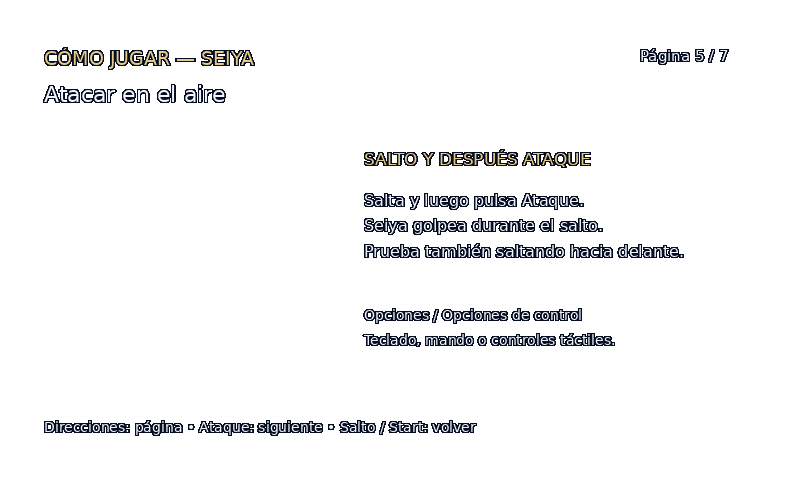 CÓMO JUGAR — SEIYA
Página 5 / 7
Atacar en el aire
SALTO Y DESPUÉS ATAQUE
Salta y luego pulsa Ataque.
Seiya golpea durante el salto.
Prueba también saltando hacia delante.
Opciones / Opciones de control
Teclado, mando o controles táctiles.
Direcciones: página • Ataque: siguiente • Salto / Start: volver